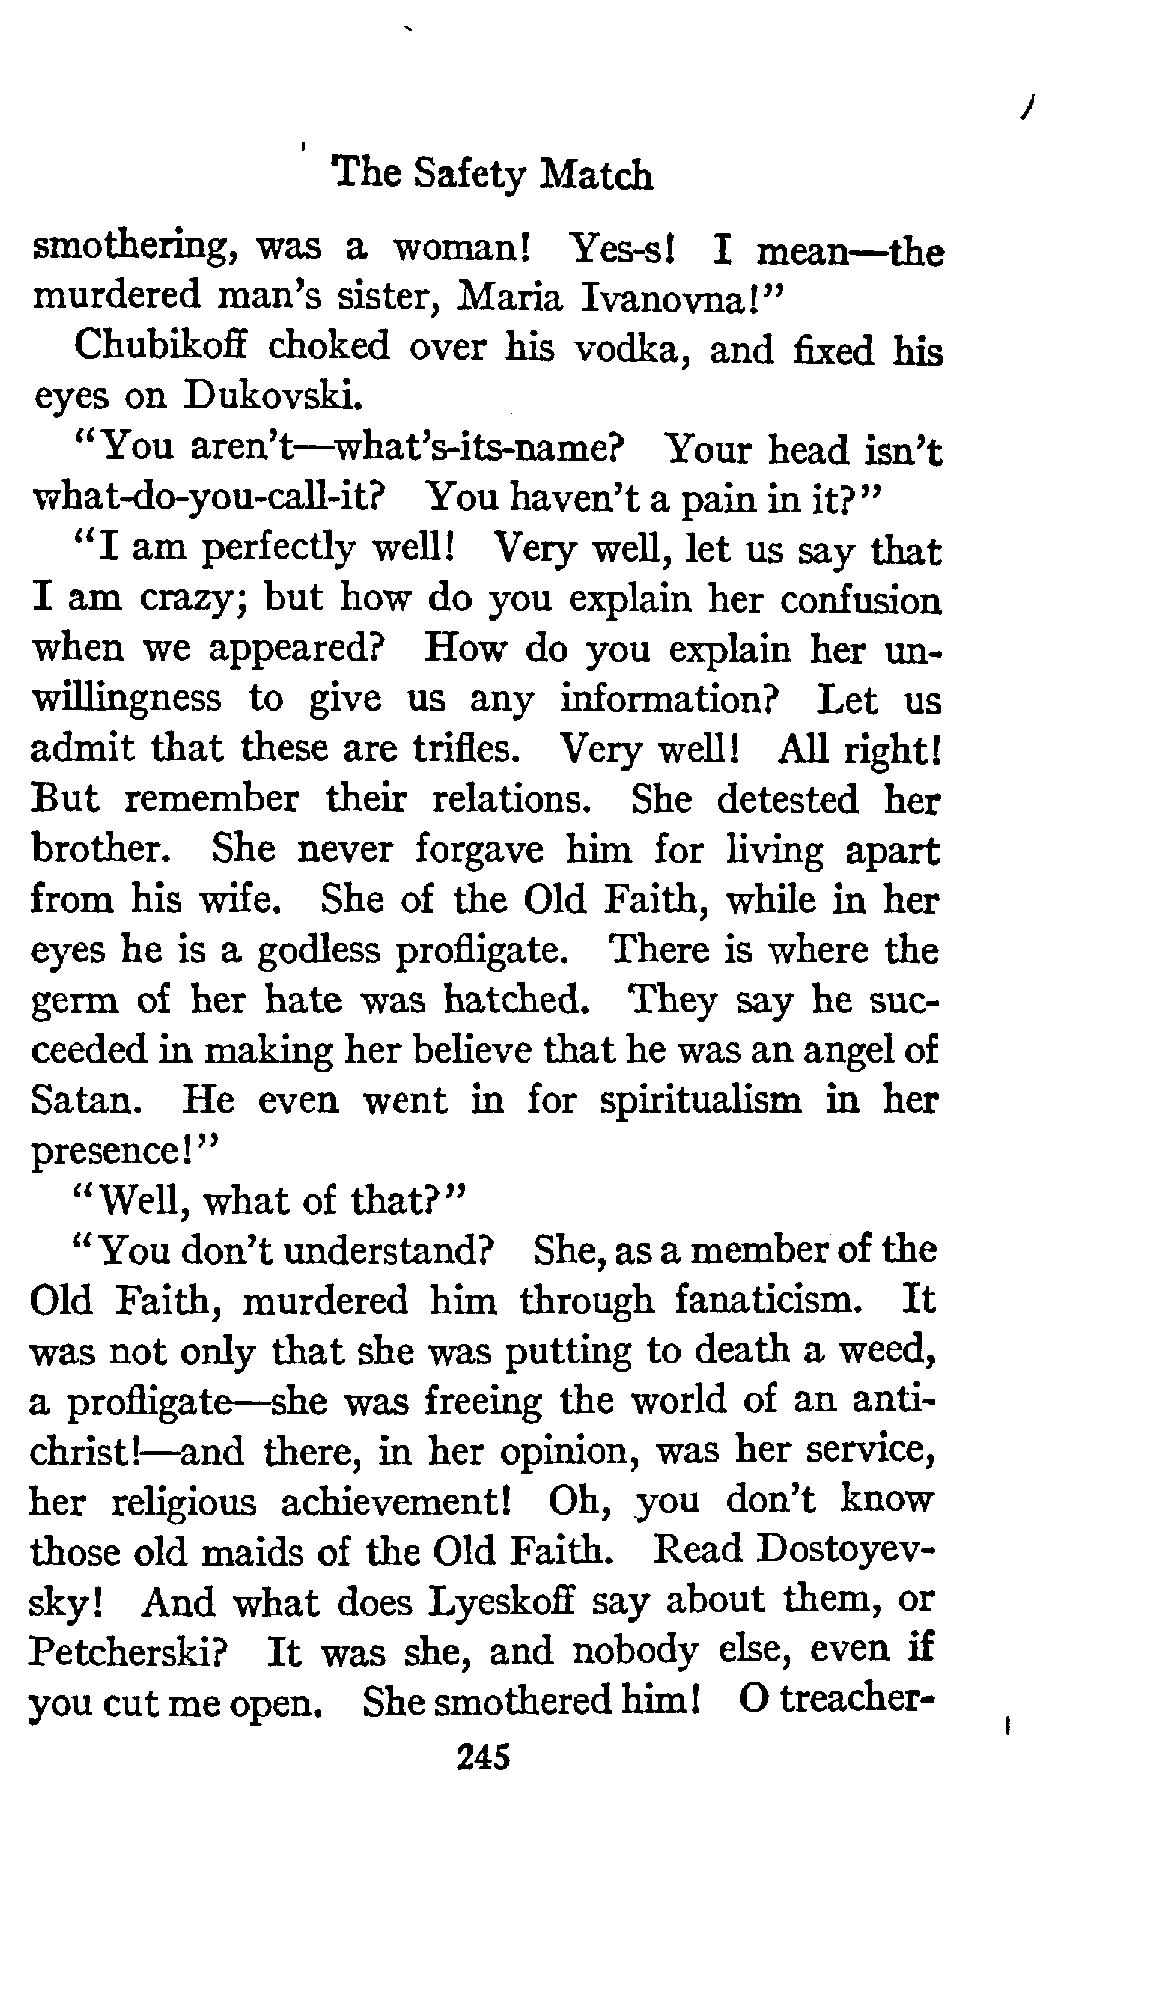 The Safety Match
smothering, was a woman! Yes-s! I mean—the
murdered man's sister, Maria Ivanovna!"
Chubikoff choked over his vodka, and fixed his
eyes on Dukovski.
"You aren't—what's-its-name? Your head isn't
what-do-you-call-it? You haven't a pain in it?"
"I am perfectly well! Very well, let us say that
I am crazy; but how do you explain her confusion
when we appeared? How do you explain her un-
willingness to give us any information? Let us
admit that these are trifles. Very well! All right!
But remember their relations. She detested her
brother. She never forgave him for living apart
from his wife. She of the Old Faith, while in her
eyes he is a godless profligate. There is where the
germ of her hate was hatched. They say he suc-
ceeded in making her believe that he was an angel of
Satan. He even went in for spiritualism in her
presence!"
"Well, what of that?"
"You don't understand? She, as a member of the
Old Faith, murdered him through fanaticism. It
was not only that she was putting to death a weed,
a profligate—she was freeing the world of an anti-
christ!—and there, in her opinion, was her service,
her religious achievement! Oh, you don't know
those old maids of the Old Faith. Read Dostoyev-
sky! And what does Lyeskoff say about them, or
Petcherski? It was she, and nobody else, even if
you cut me open. She smothered him! O treacher-
245